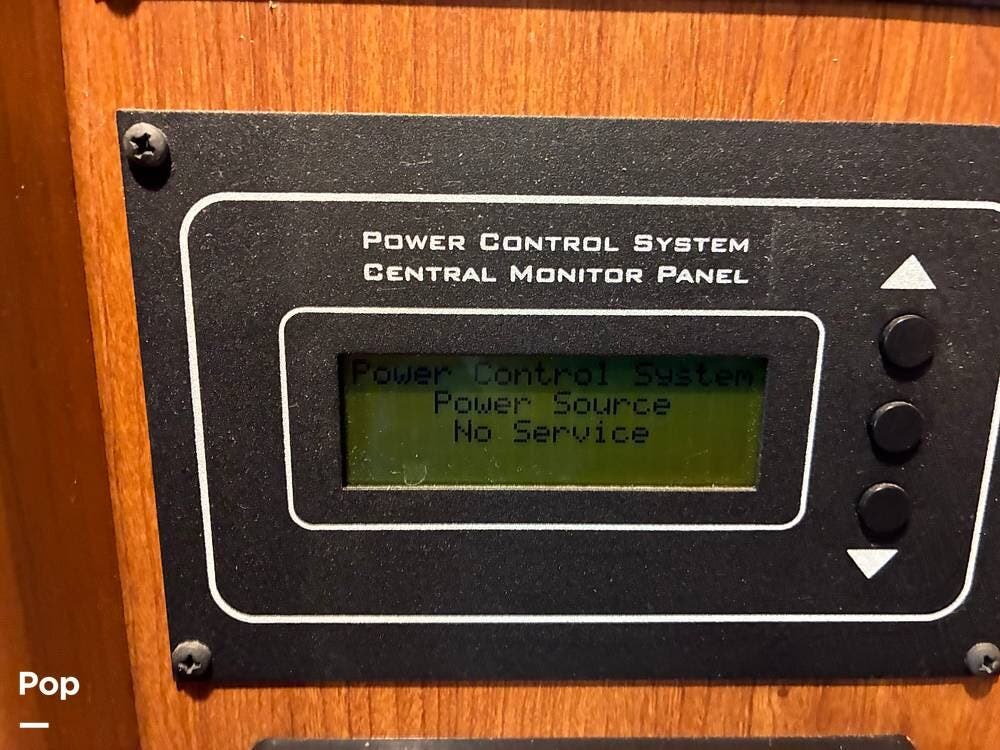 POWER CONTROL SYSTEM
CENTRAL MONITOR PANEL
Power Control System
Power Source
No Service
Pop